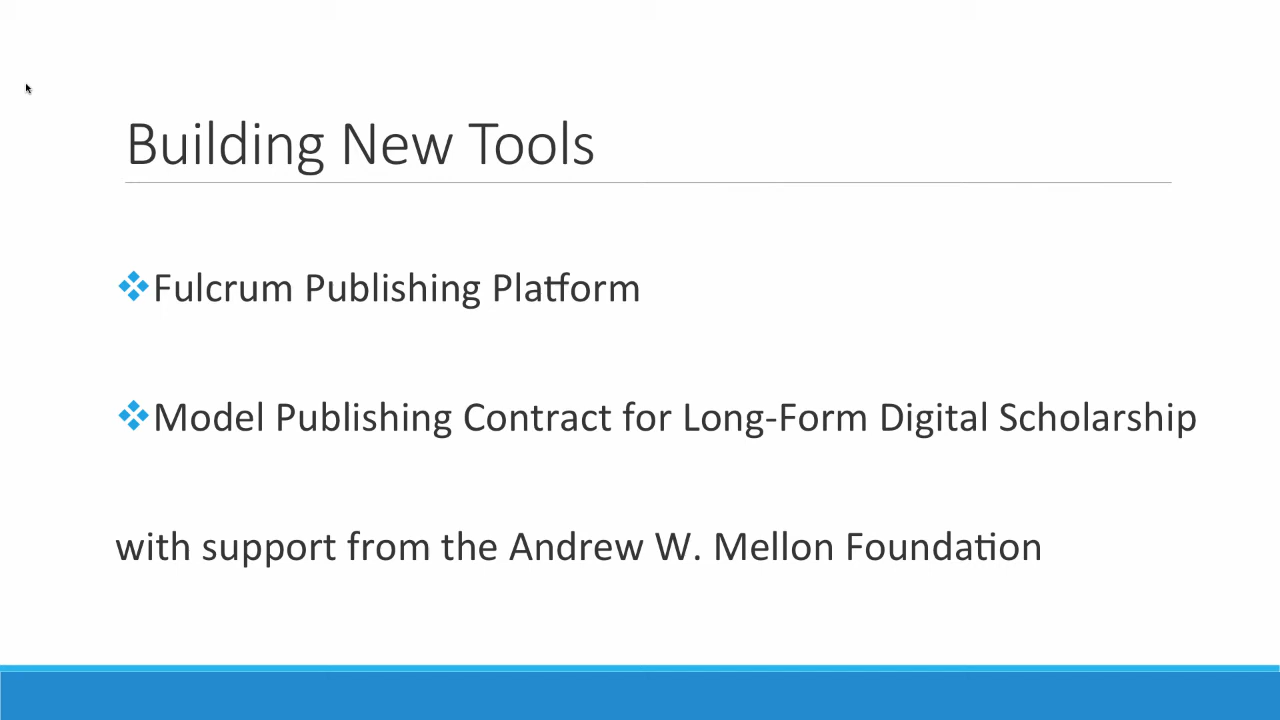 Building New Tools
❖Fulcrum Publishing Platform
❖Model Publishing Contract for Long-Form Digital Scholarship
with support from the Andrew W. Mellon Foundation